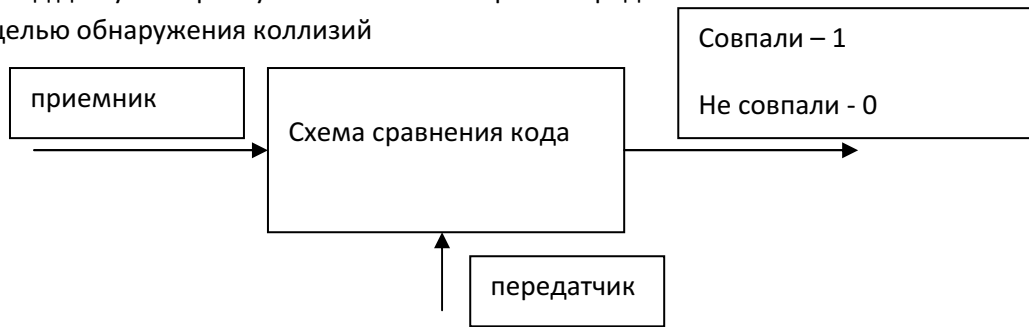 целью обнаружения коллизий
Совпали – 1
приемник
Не совпали - 0
Схема сравнения кода
передатчик